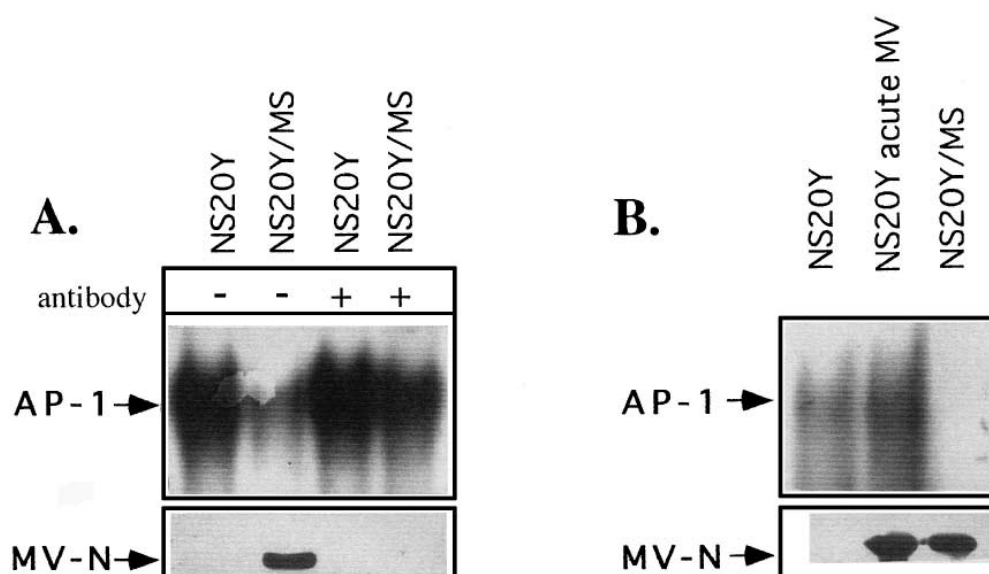 A.
NS20Y
NS20Y/MS
NS20Y
NS20Y/MS
antibody - - + +
AP-1
MV-N
B.
NS20Y
NS20Y acute MV
NS20Y/MS
AP-1
MV-N